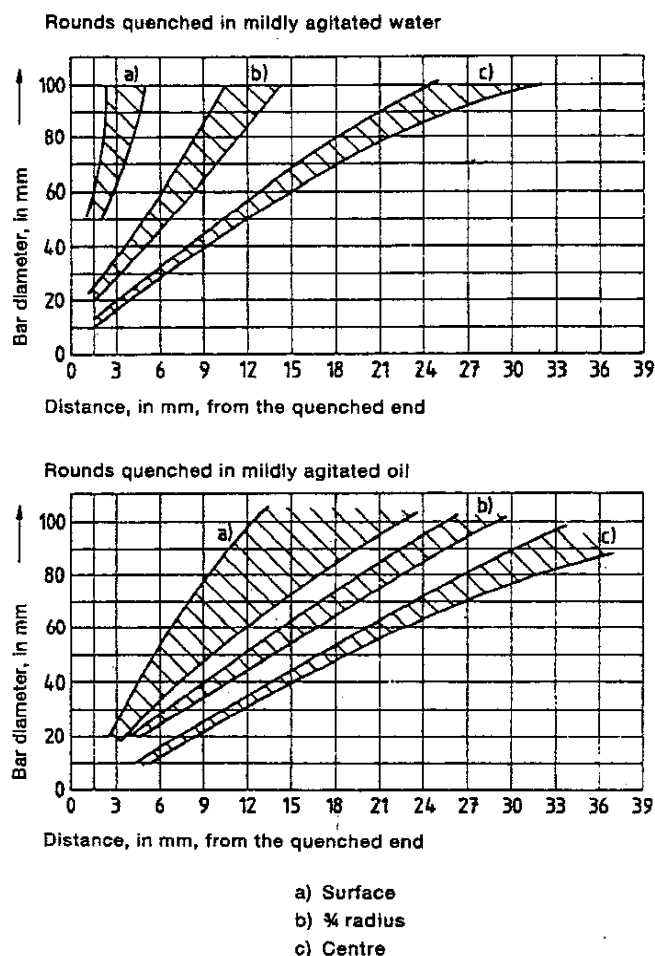 Rounds quenched in mildly agitated water
a) b) c)
100
80
60
40
20
0
Bar diameter, in mm
0 3 6 9 12 15 18 21 24 27 30 33 36 39
Distance, in mm, from the quenched end
Rounds quenched in mildly agitated oil
a) b) c)
100
80
60
40
20
0
Bar diameter, in mm
0 3 6 9 12 15 18 21 24 27 30 33 36 39
Distance, in mm, from the quenched end
a) Surface
b) ¾ radius
c) Centre